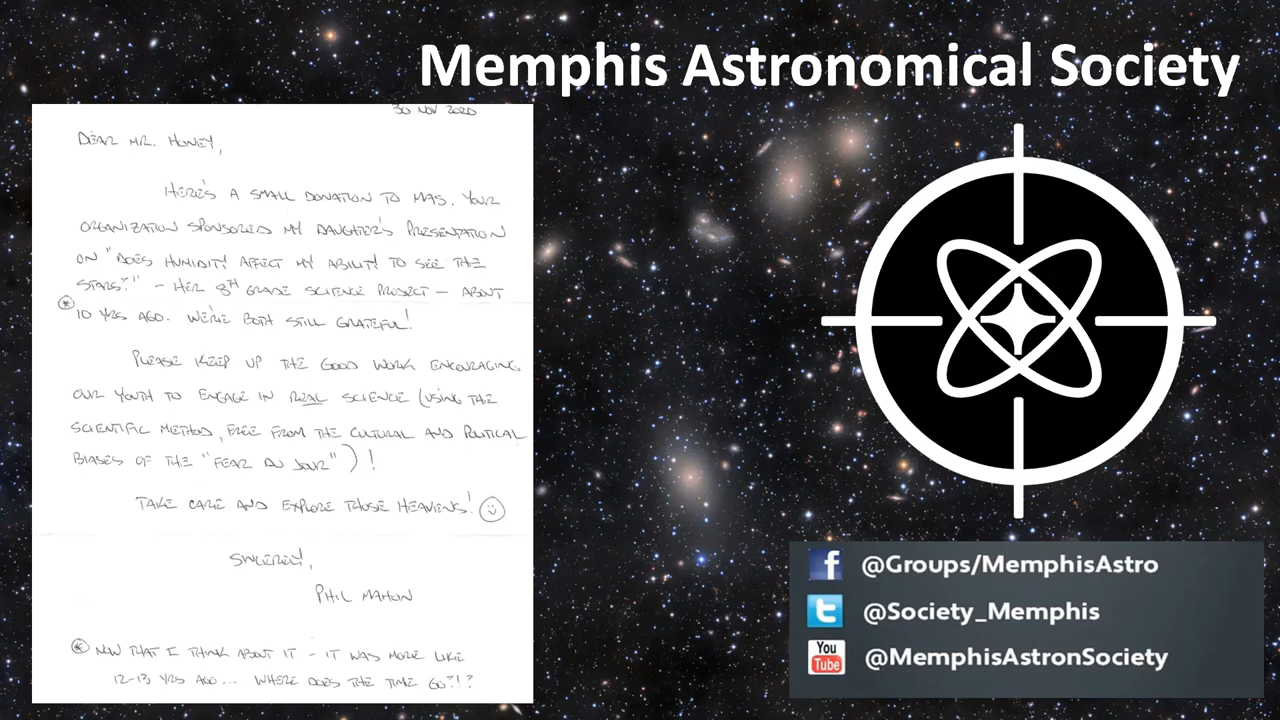 Memphis Astronomical Society
30 NOV 2020
DEAR MR. HONEY,
HERE'S A SMALL DONATION TO MAS. YOUR
ORGANIZATION SPONSORED MY DAUGHTER'S PRESENTATION
ON "DOES HUMIDITY AFFECT MY ABILITY TO SEE THE
STARS?" - HER 8TH GRADE SCIENCE PROJECT - ABOUT
* 10 YRS AGO. WE'RE BOTH STILL GRATEFUL!
PLEASE KEEP UP THE GOOD WORK ENCOURAGING
OUR YOUTH TO ENGAGE IN REAL SCIENCE (USING THE
SCIENTIFIC METHOD, FREE FROM THE CULTURAL AND POLITICAL
BIASES OF THE "FEAR DU JOUR")!
TAKE CARE AND EXPLORE THOSE HEAVENS!
SINCERELY,
PHIL MAHON
* NOW THAT I THINK ABOUT IT - IT WAS MORE LIKE
12-13 YRS AGO... WHERE DOES THE TIME GO?!?
f @Groups/MemphisAstro
t @Society_Memphis
You Tube @MemphisAstronSociety